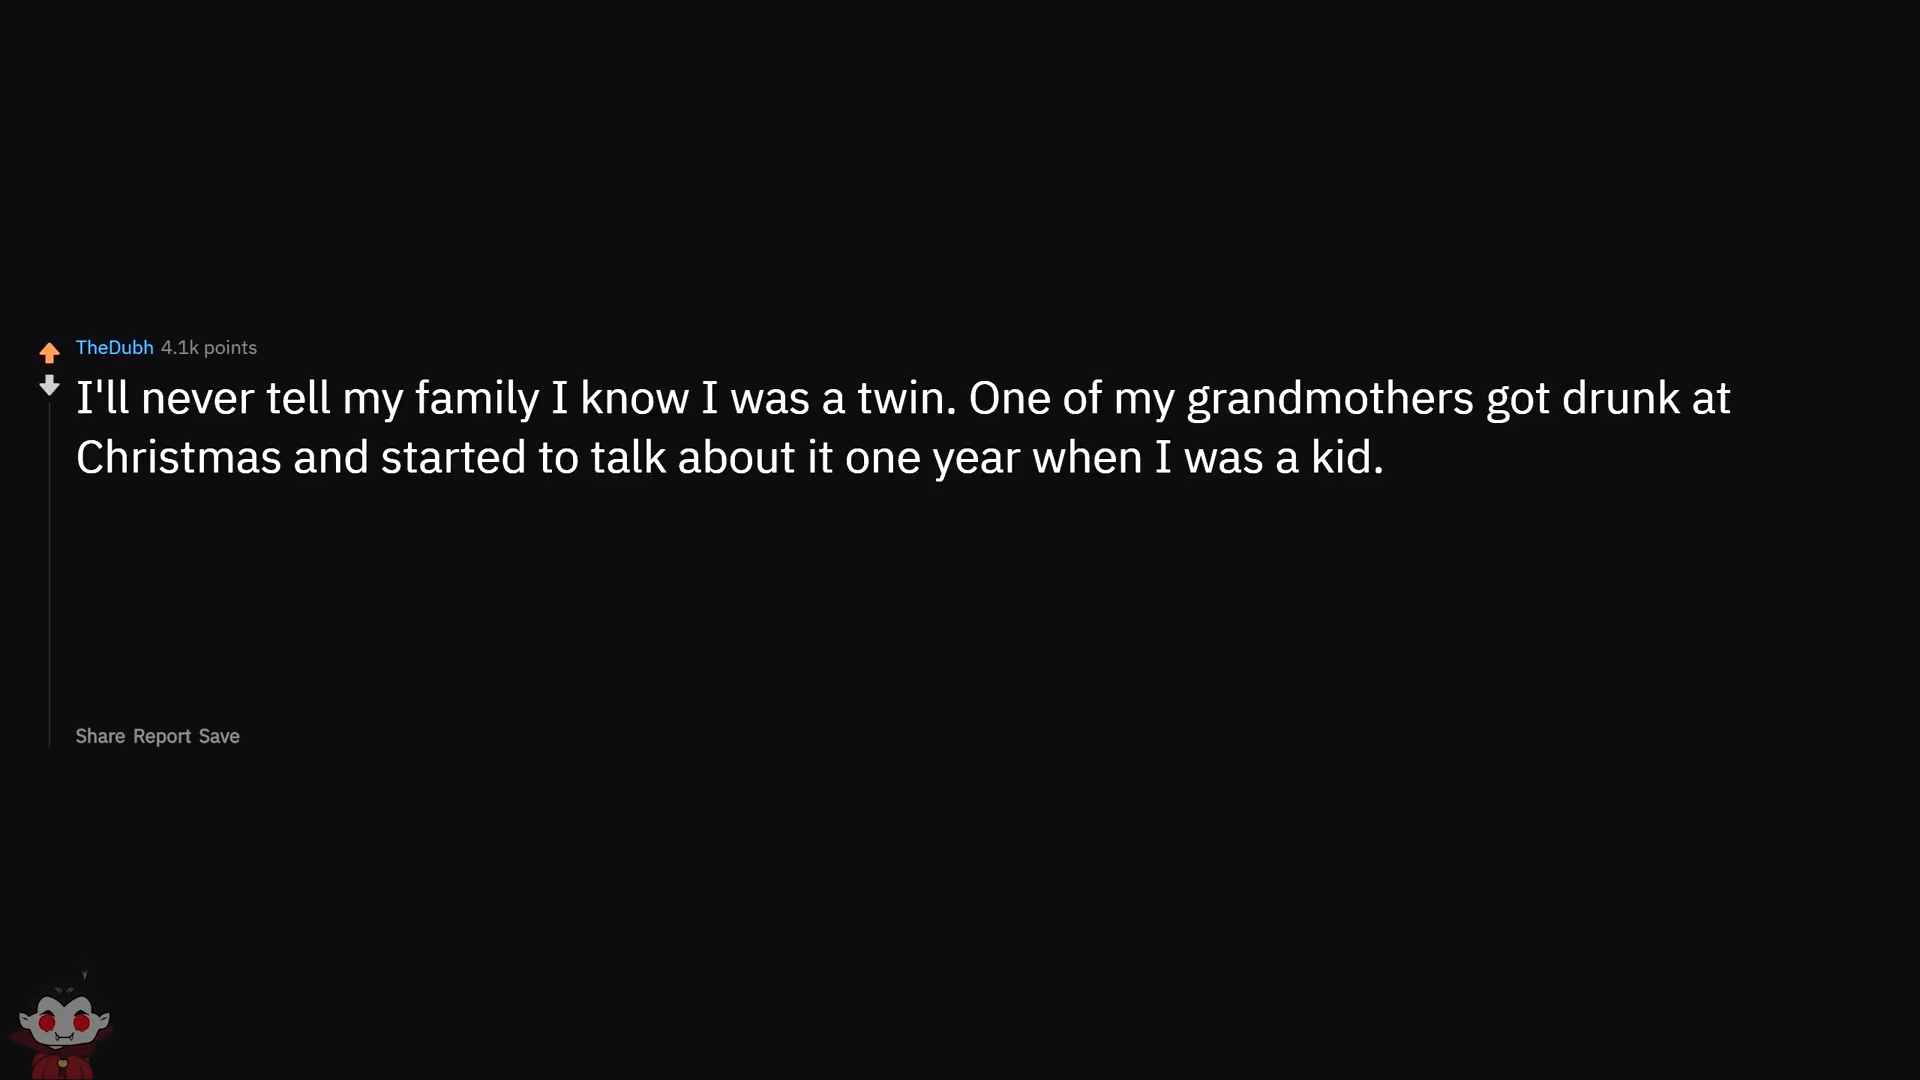 TheDubh 4.1k points
I'll never tell my family I know I was a twin. One of my grandmothers got drunk at
Christmas and started to talk about it one year when I was a kid.
Share Report Save